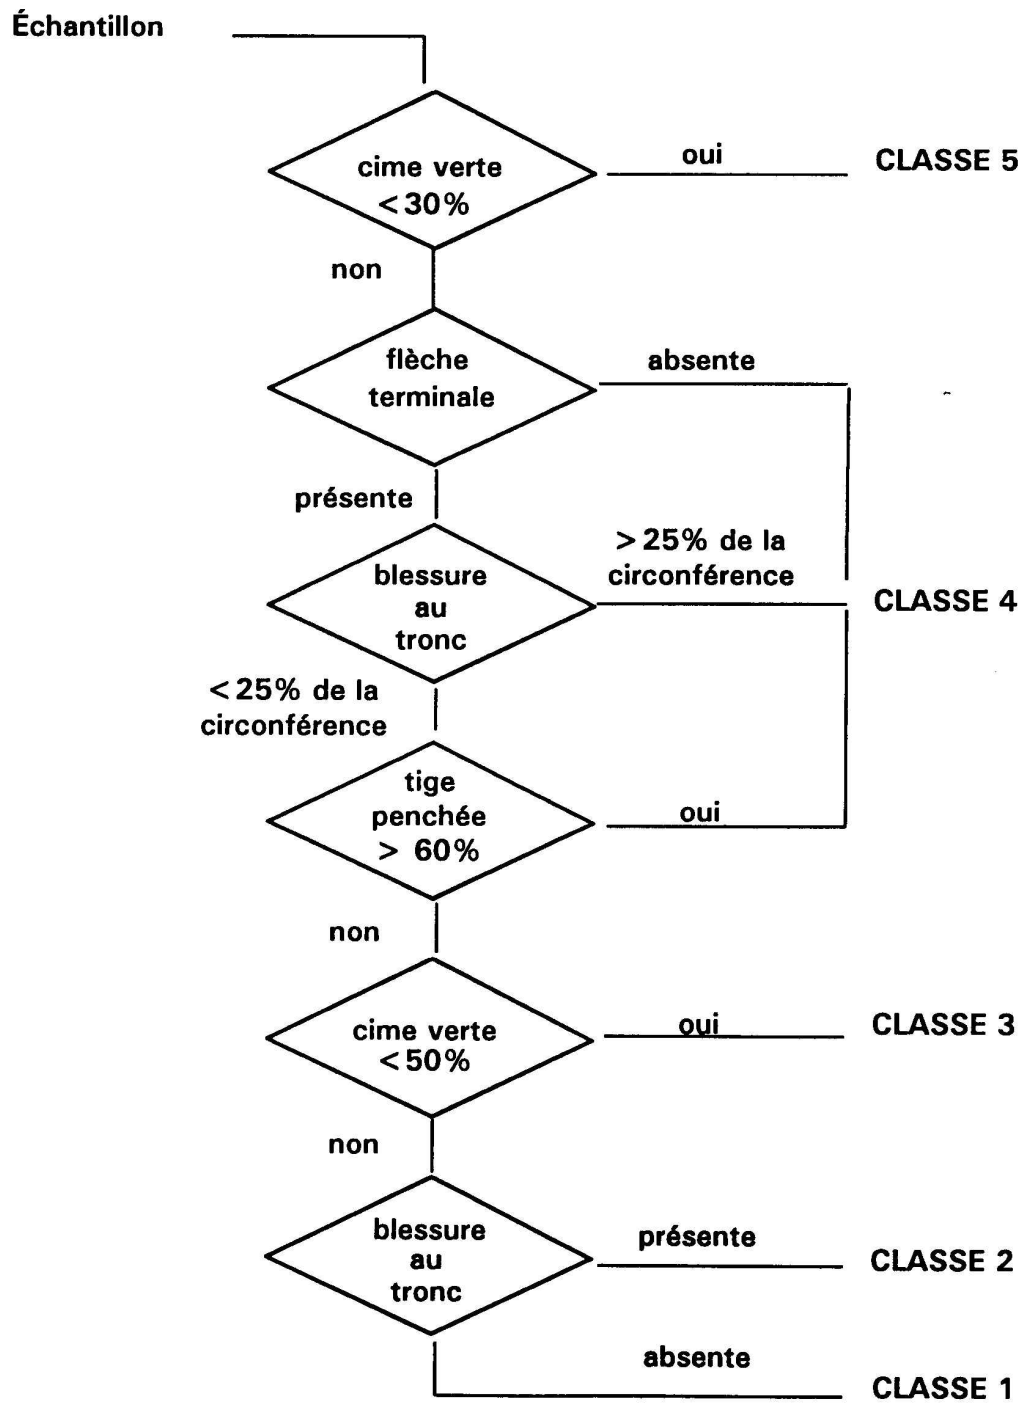 Échantillon
cime verte
<30%
oui
CLASSE 5
non
flèche
terminale
absente
présente
blessure
au
tronc
>25% de la
circonférence
CLASSE 4
<25% de la
circonférence
tige
penchée
> 60%
oui
non
cime verte
<50%
oui
CLASSE 3
non
blessure
au
tronc
présente
CLASSE 2
absente
CLASSE 1